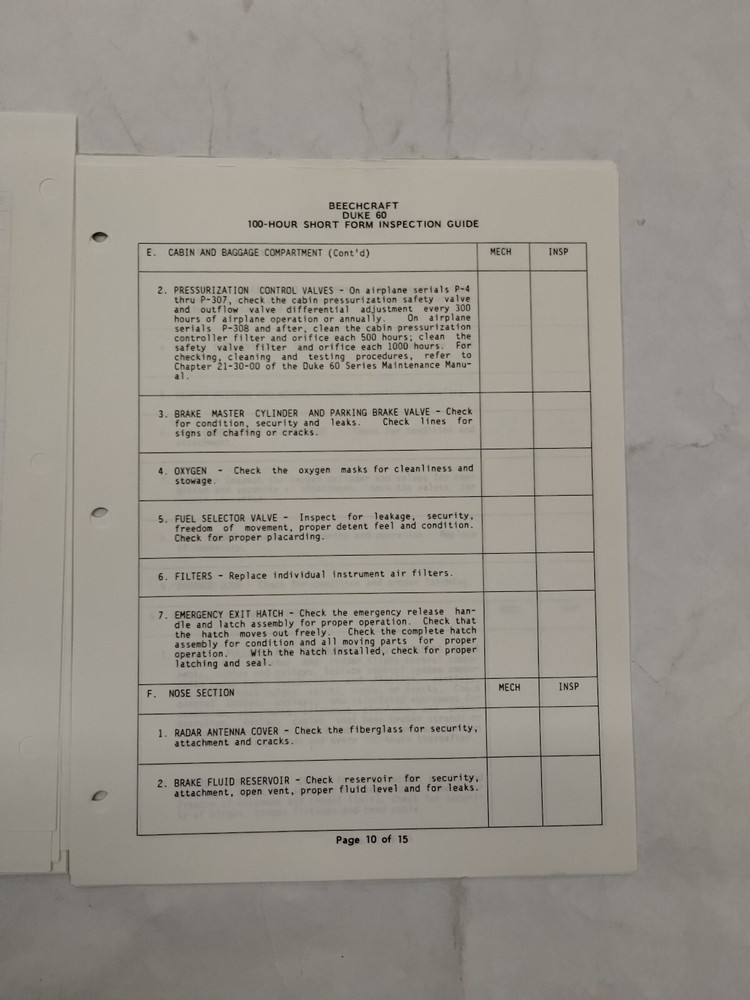 BEECHCRAFT
DUKE 60
100-HOUR SHORT FORM INSPECTION GUIDE
E. CABIN AND BAGGAGE COMPARTMENT (Cont'd) MECH INSP
2. PRESSURIZATION CONTROL VALVES - On airplane serials P-4
thru P-307, check the cabin pressurization safety valve
and outflow valve differential adjustment every 300
hours of airplane operation or annually. On airplane
serials P-308 and after, clean the cabin pressurization
controller filter and orifice each 500 hours; clean the
safety valve filter and orifice each 1000 hours. For
checking, cleaning and testing procedures, refer to
Chapter 21-30-00 of the Duke 60 Series Maintenance Manu-
al.
3. BRAKE MASTER CYLINDER AND PARKING BRAKE VALVE - Check
for condition, security and leaks. Check lines for
signs of chafing or cracks.
4. OXYGEN - Check the oxygen masks for cleanliness and
stowage.
5. FUEL SELECTOR VALVE - Inspect for leakage, security,
freedom of movement, proper detent feel and condition.
Check for proper placarding.
6. FILTERS - Replace individual instrument air filters.
7. EMERGENCY EXIT HATCH - Check the emergency release han-
dle and latch assembly for proper operation. Check that
the hatch moves out freely. Check the complete hatch
assembly for condition and all moving parts for proper
operation. With the hatch installed, check for proper
latching and seal.
F. NOSE SECTION MECH INSP
1. RADAR ANTENNA COVER - Check the fiberglass for security,
attachment and cracks.
2. BRAKE FLUID RESERVOIR - Check reservoir for security,
attachment, open vent, proper fluid level and for leaks.
Page 10 of 15